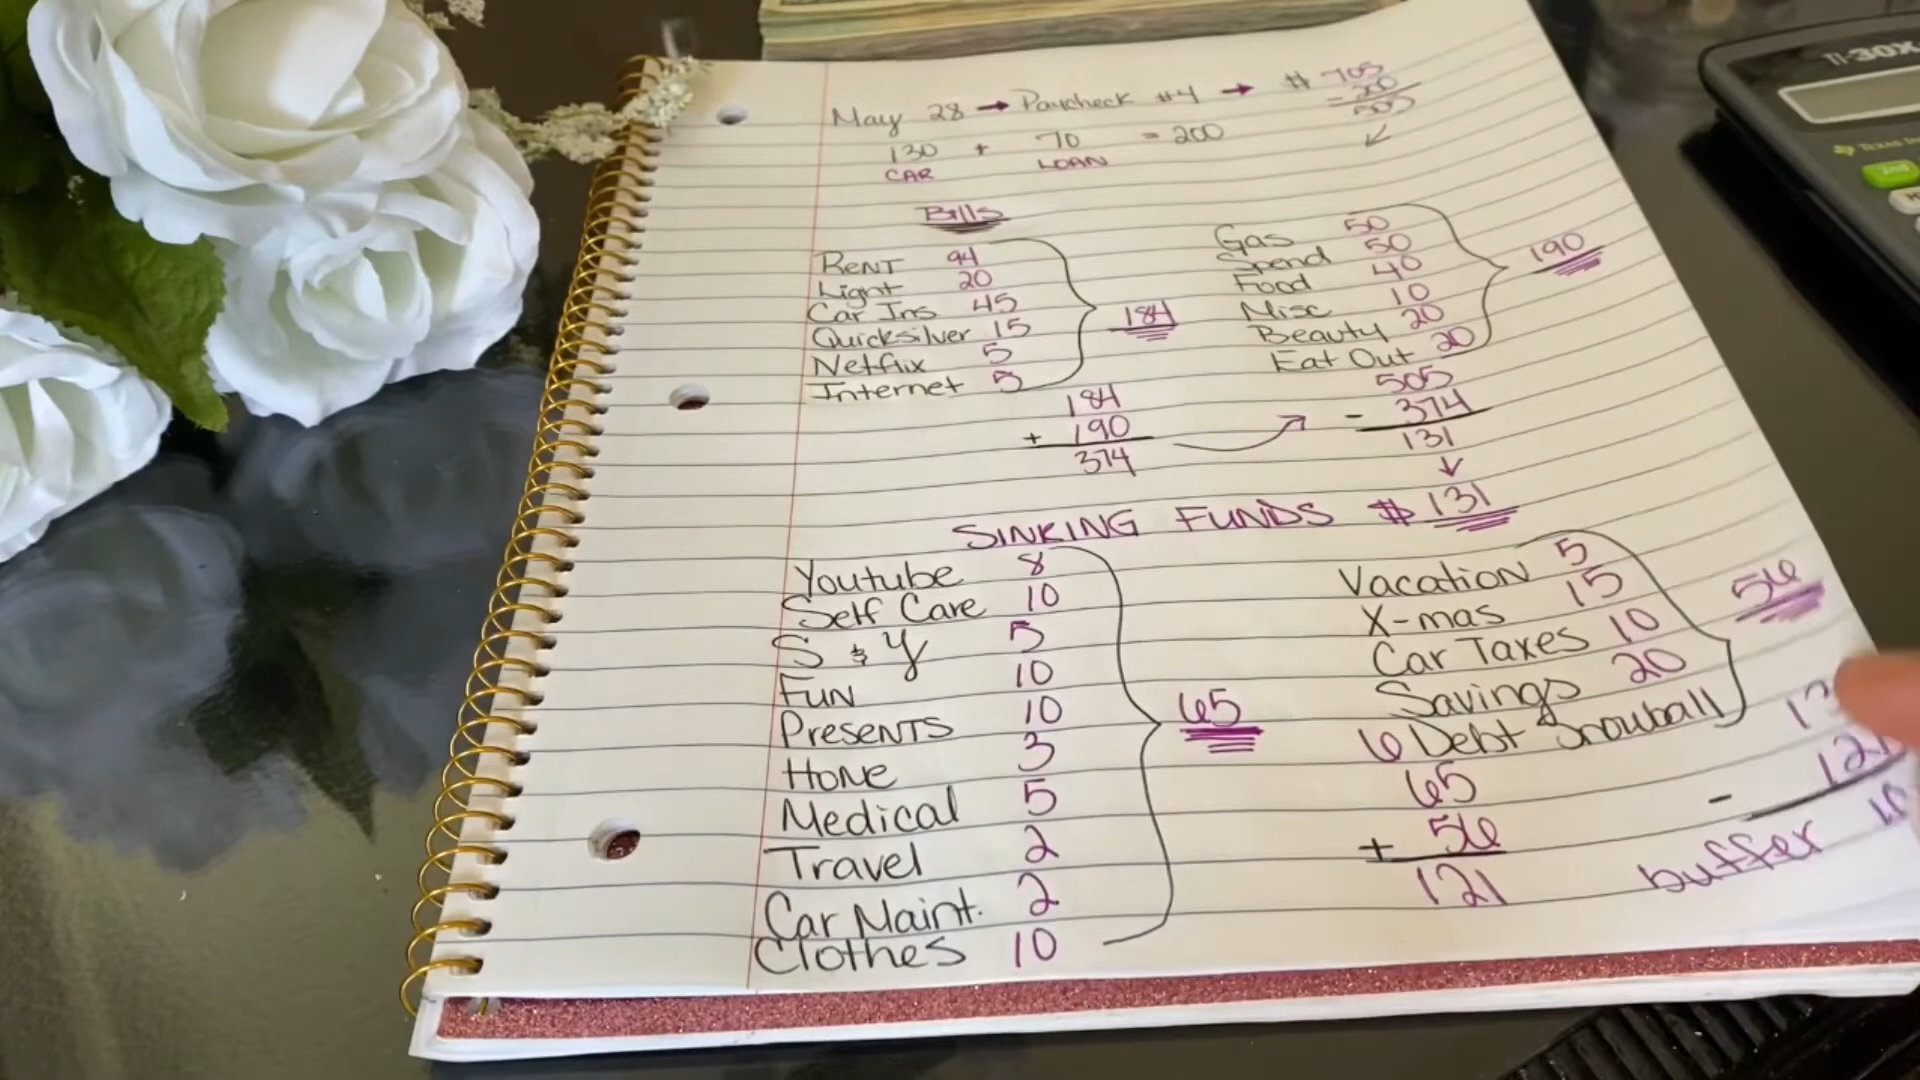 May 28 → Paycheck #4 → $ 705
- 200
505
130 + 70 = 200
CAR LOAN
Bills
RENT 94
Light 20
Car Ins 45
Quicksilver 15
Netflix 5
Internet 5
184
Gas 50
Spend 50
Food 40
Misc 10
Beauty 20
Eat Out 20
190
184
+ 190
374
505
- 374
131
SINKING FUNDS $131
Youtube 8
Self Care 10
S & Y 5
FUN 10
PRESENTS 10
HOME 3
Medical 5
Travel 2
Car Maint. 2
Clothes 10
65
Vacation 5
X-mas 15
Car Taxes 10
Savings 20
6 Debt Snowball
56
65
+ 56
121
- 121
buffer 10
TI-30X
2nd